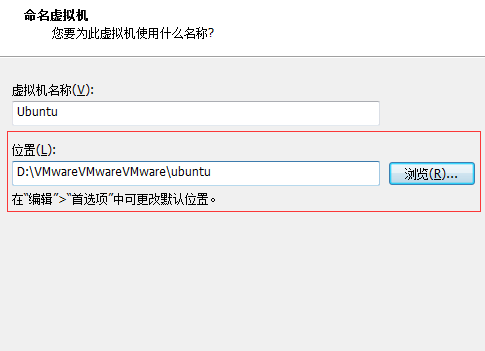 命名虚拟机
您要为此虚拟机使用什么名称?
虚拟机名称(V):
Ubuntu
位置(L):
D:\VMwareVMwareVMware\ubuntu
浏览(R)...
在"编辑">"首选项"中可更改默认位置。